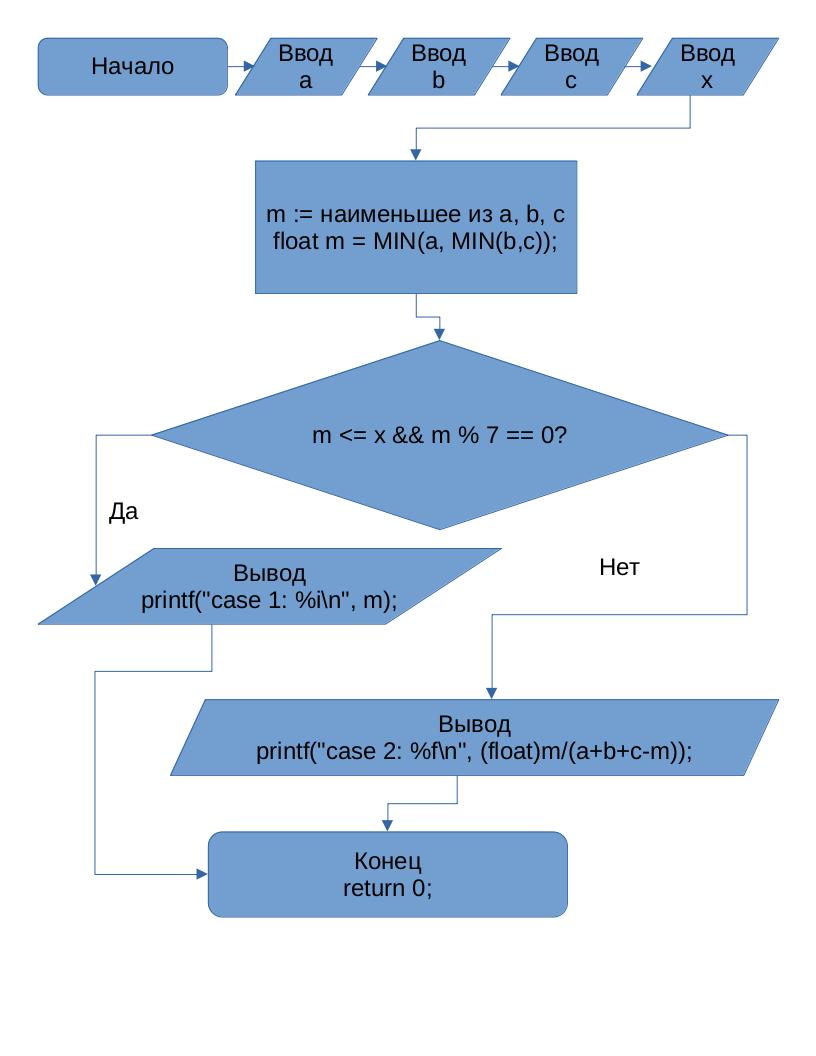 Начало
Ввод
a
Ввод
b
Ввод
c
Ввод
x
m := наименьшее из a, b, c
float m = MIN(a, MIN(b,c));
m <= x && m % 7 == 0?
Да
Нет
Вывод
printf("case 1: %i\n", m);
Вывод
printf("case 2: %f\n", (float)m/(a+b+c-m));
Конец
return 0;